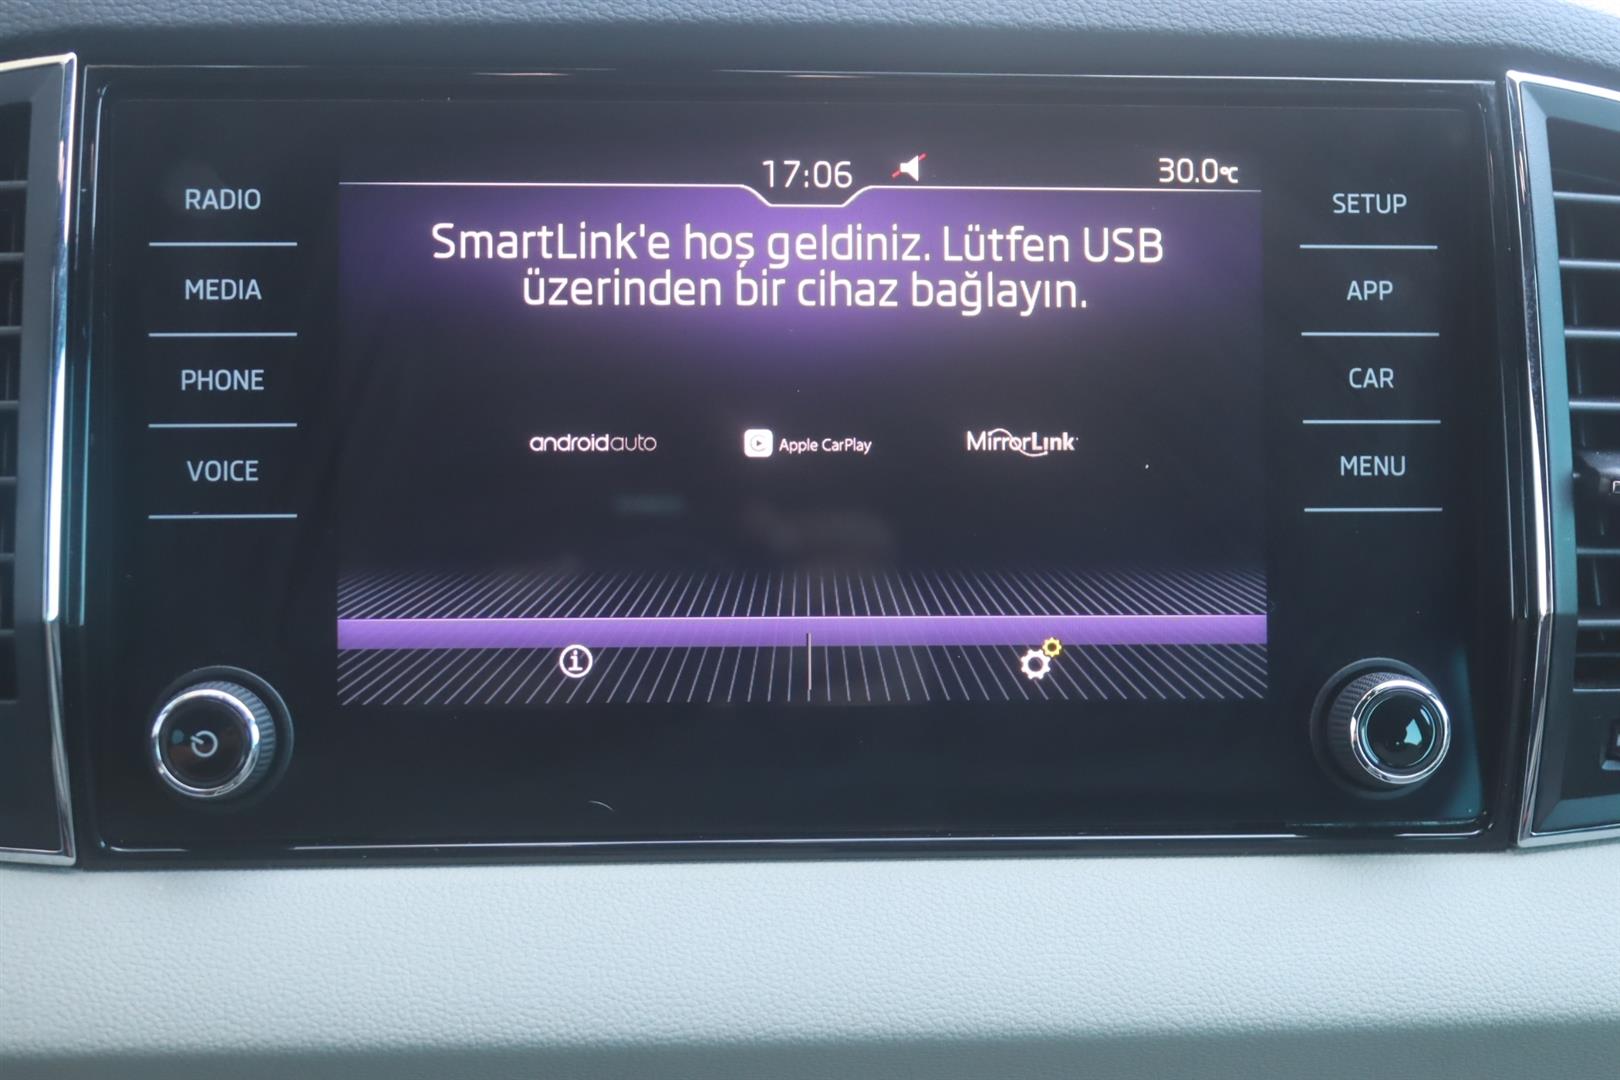 17:06 30.0°C
RADIO
MEDIA
PHONE
VOICE
SmartLink'e hoş geldiniz. Lütfen USB
üzerinden bir cihaz bağlayın.
androidauto Apple CarPlay MirrorLink
SETUP
APP
CAR
MENU